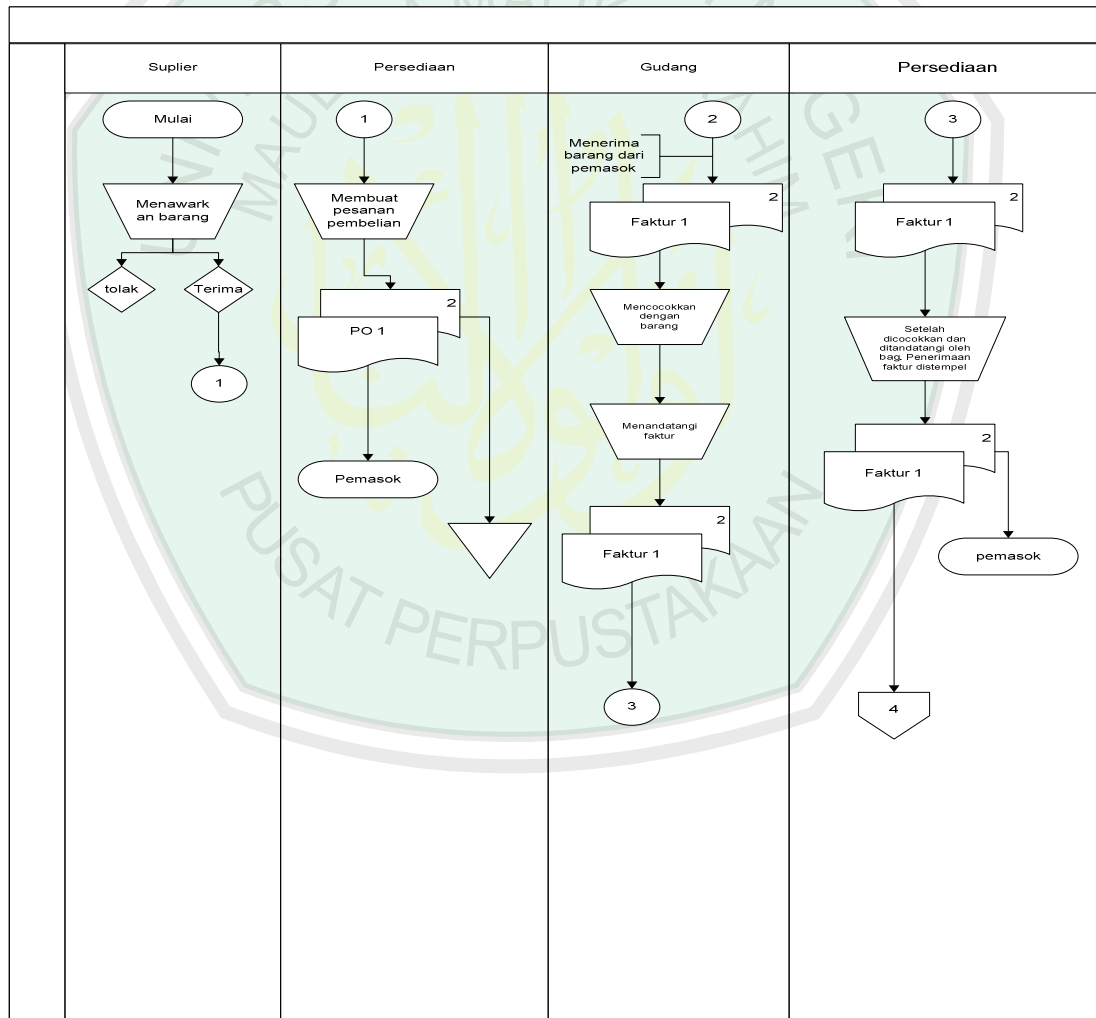 Suplier
Persediaan
Gudang
Persediaan
Mulai
Menawark
an barang
tolak
Terima
1
1
Membuat
pesanan
pembelian
2
PO 1
Pemasok
2
Menerima
barang dari
pemasok
2
Faktur 1
Mencocokkan
dengan
barang
Menandatangi
faktur
2
Faktur 1
3
3
2
Faktur 1
Setelah
dicocokkan dan
ditandatangi oleh
bag. Penerimaan
faktur distempel
2
Faktur 1
pemasok
4
PUSAT PERPUSTAKAAN